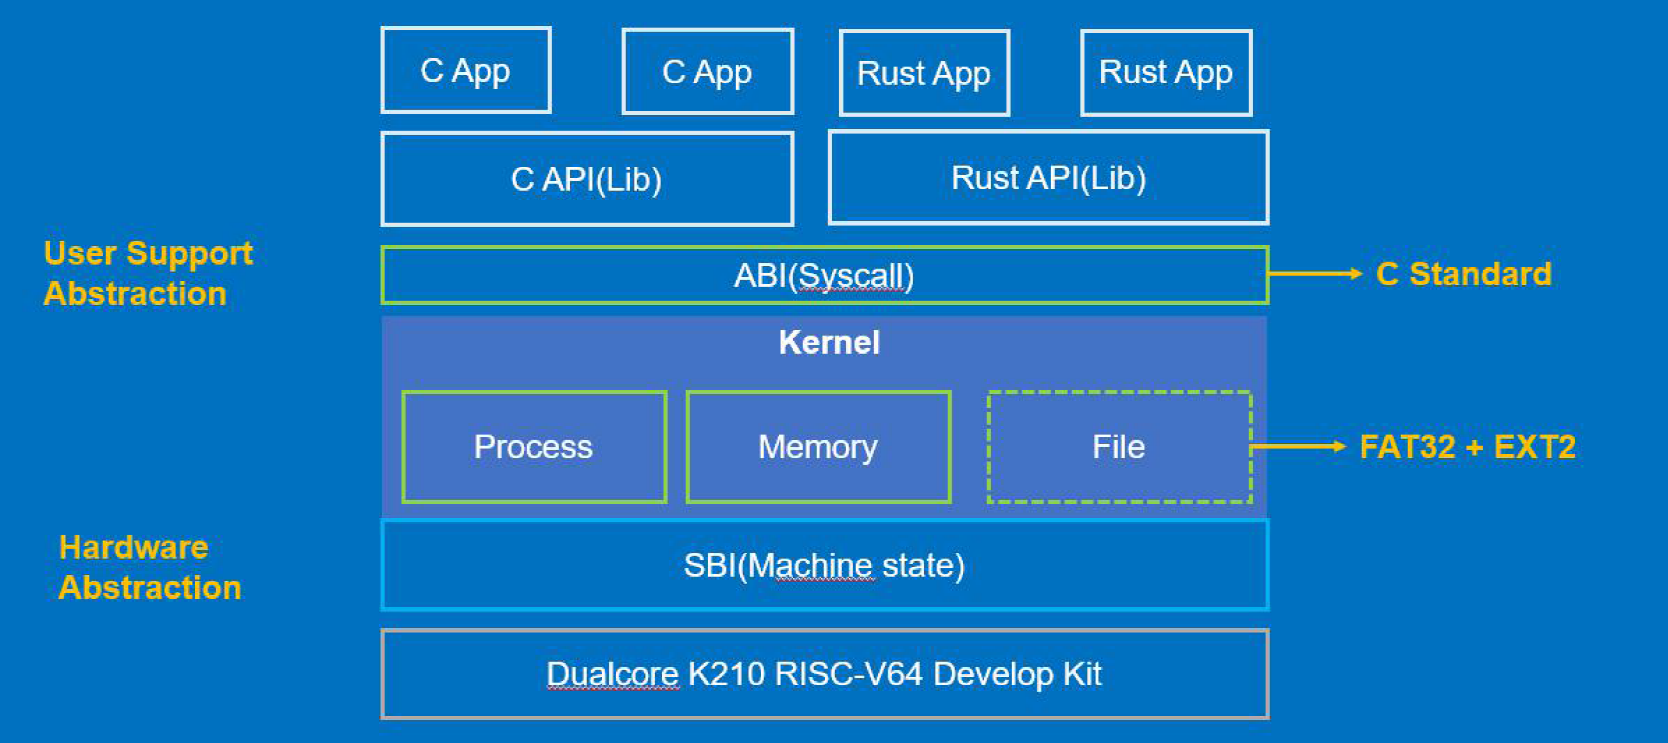 C App
C App
Rust App
Rust App
C API(Lib)
Rust API(Lib)
User Support
Abstraction
ABI(Syscall)
C Standard
Kernel
Process
Memory
File
FAT32 + EXT2
Hardware
Abstraction
SBI(Machine state)
Dualcore K210 RISC-V64 Develop Kit